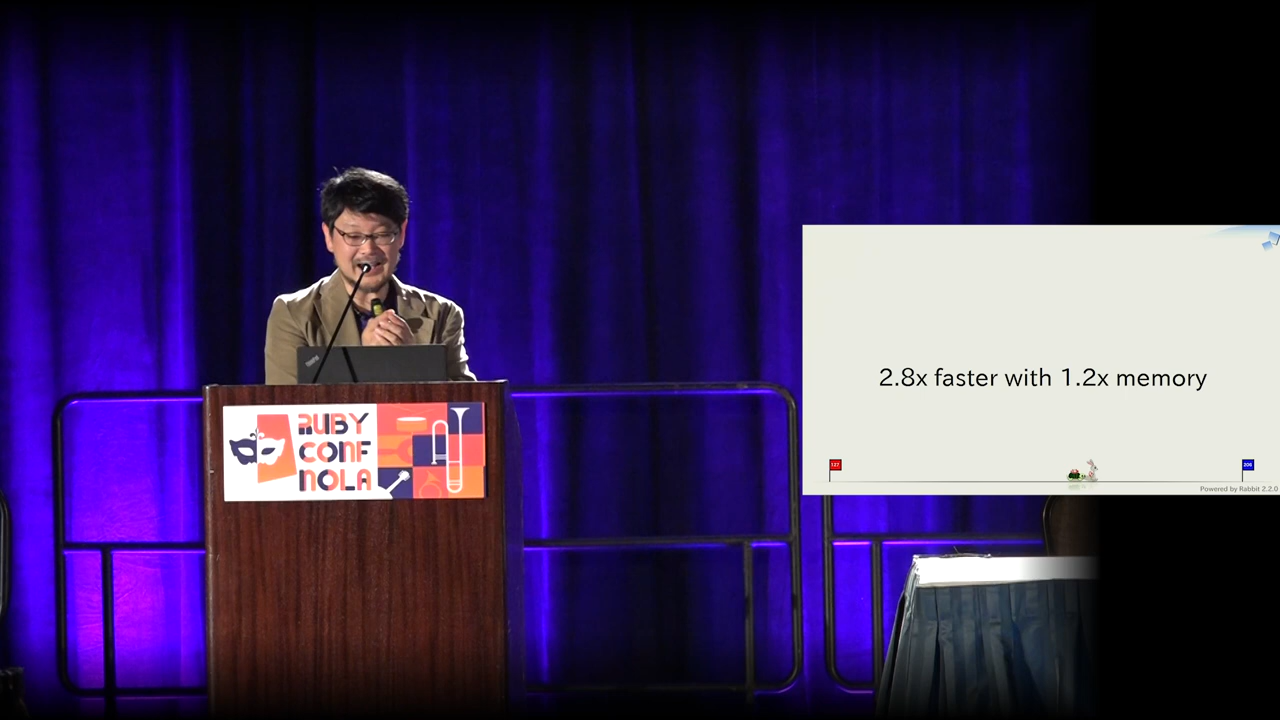 RUBY
CONF
NOLA
2.8x faster with 1.2x memory
127
206
Powered by Rabbit 2.2.0